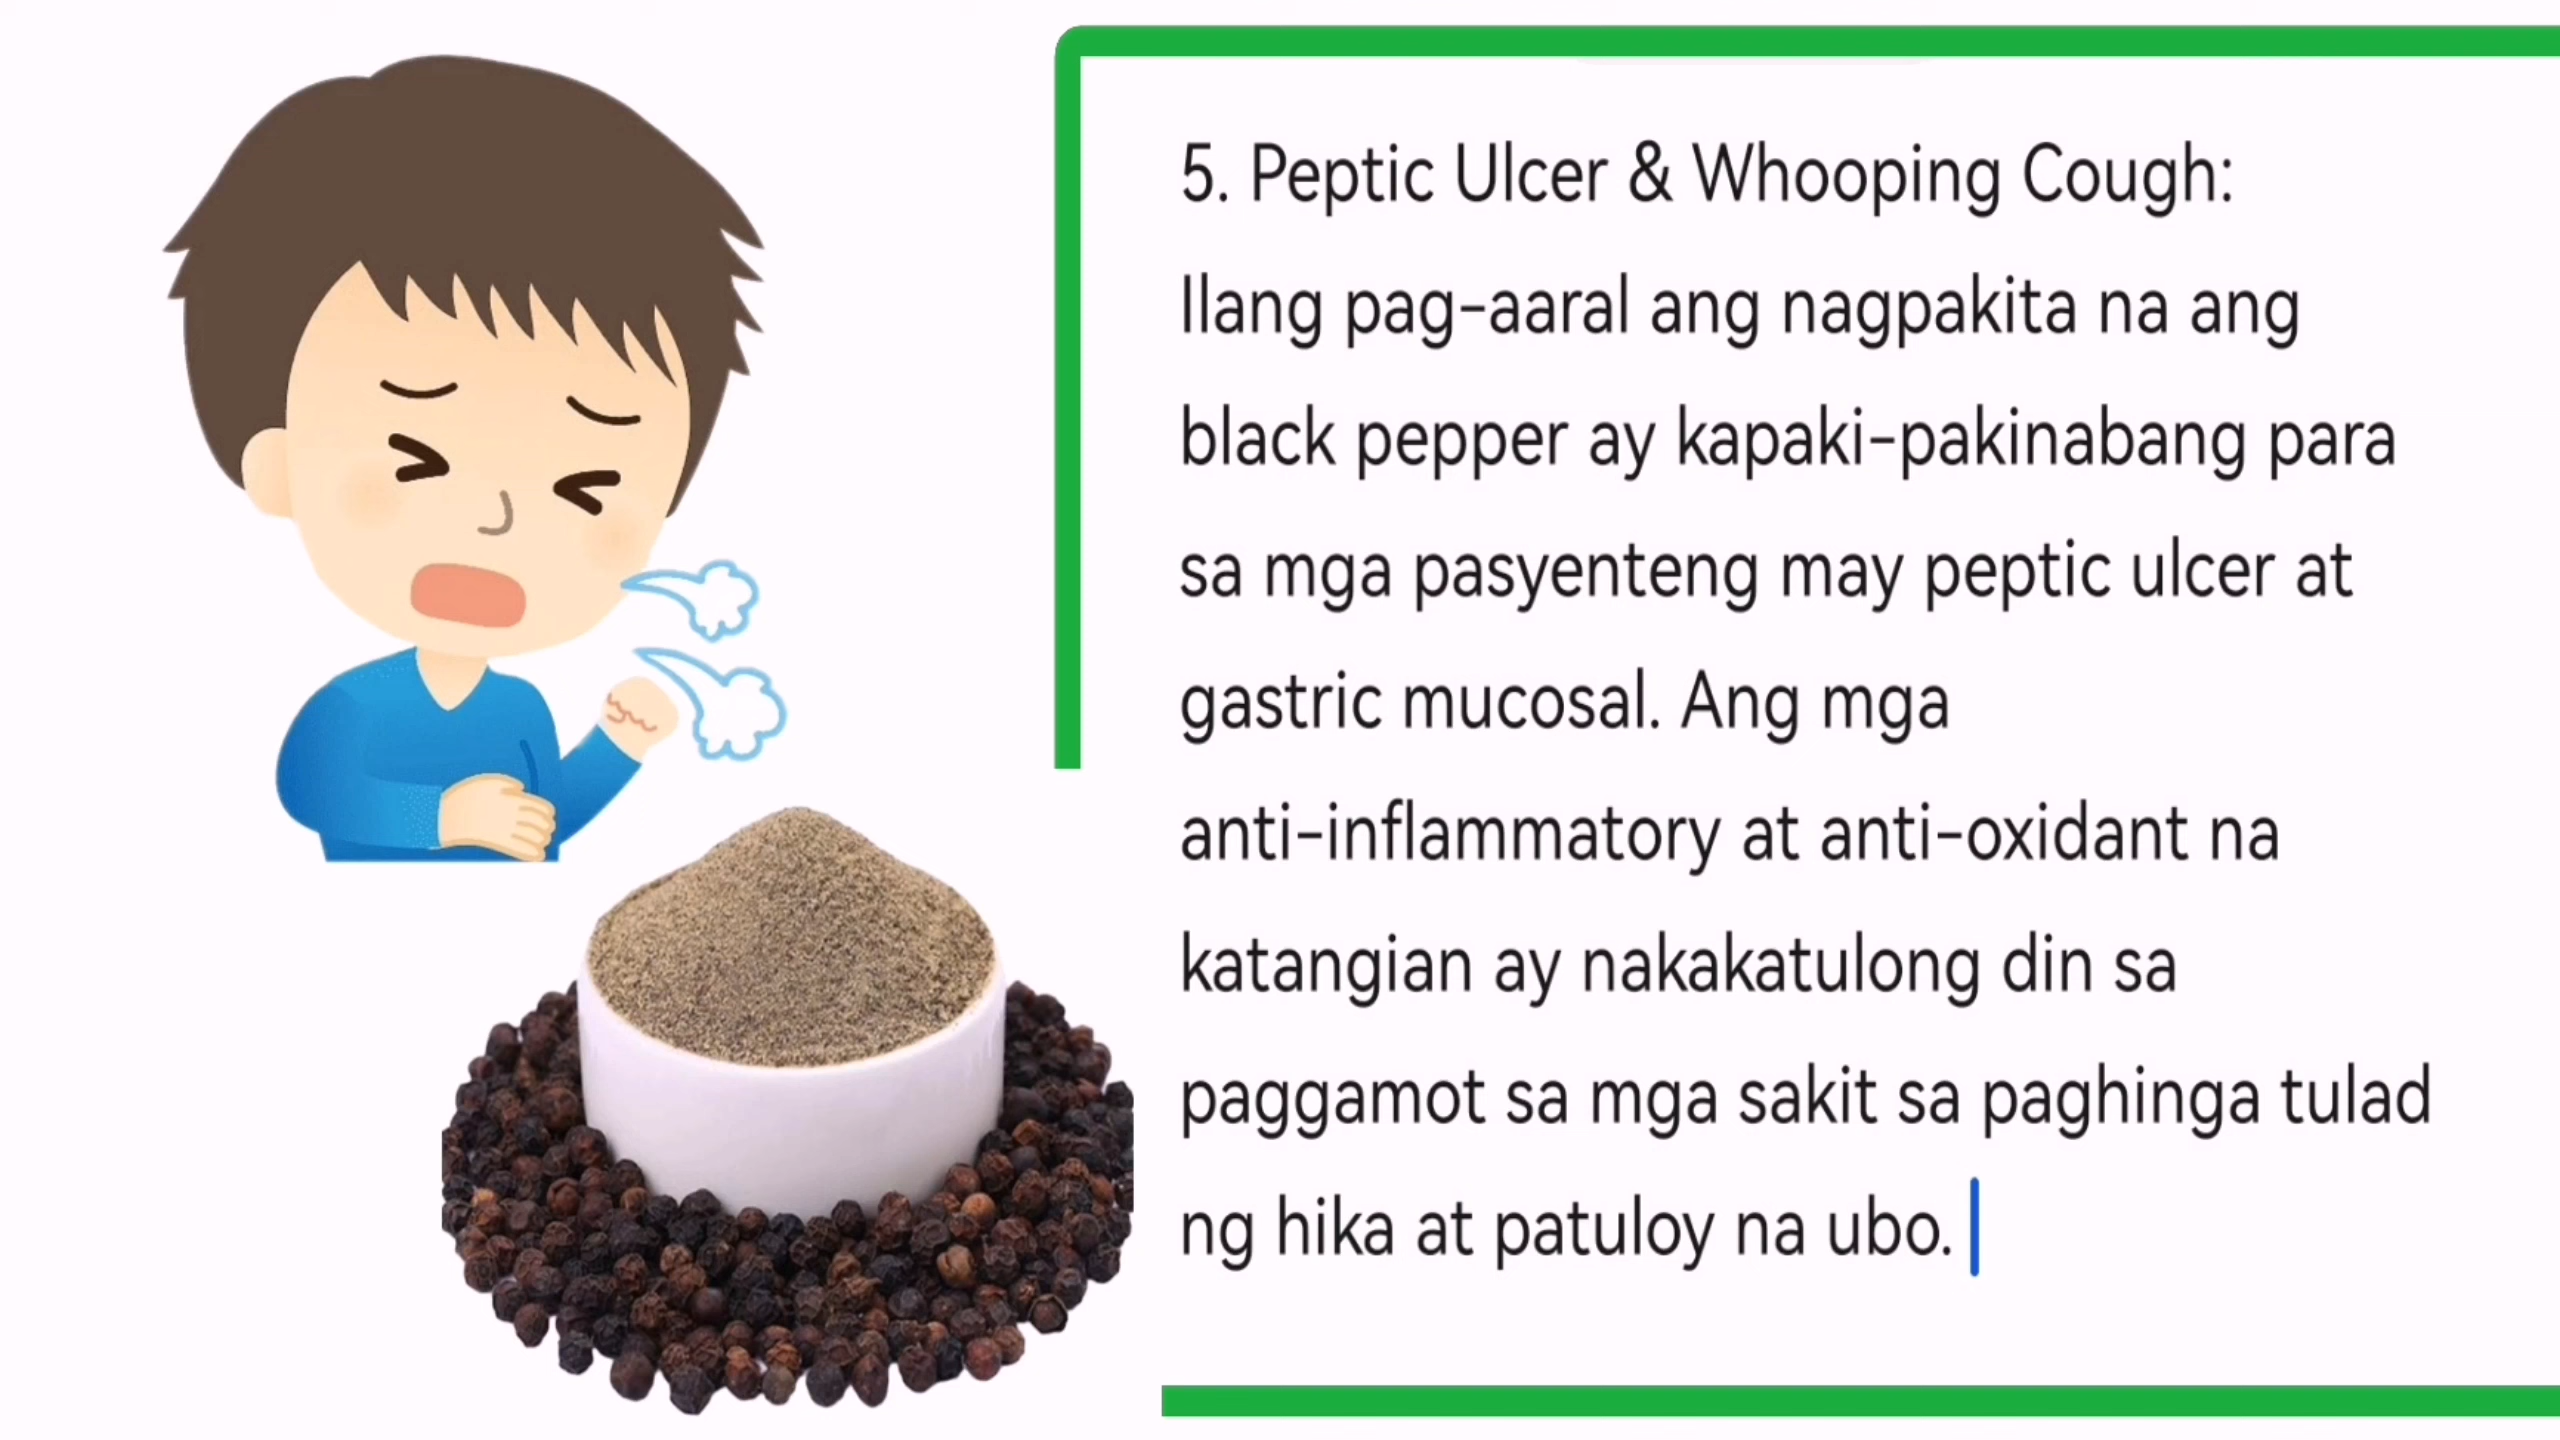 5. Peptic Ulcer & Whooping Cough:
Ilang pag-aaral ang nagpakita na ang
black pepper ay kapaki-pakinabang para
sa mga pasyenteng may peptic ulcer at
gastric mucosal. Ang mga
anti-inflammatory at anti-oxidant na
katangian ay nakakatulong din sa
paggamot sa mga sakit sa paghinga tulad
ng hika at patuloy na ubo.